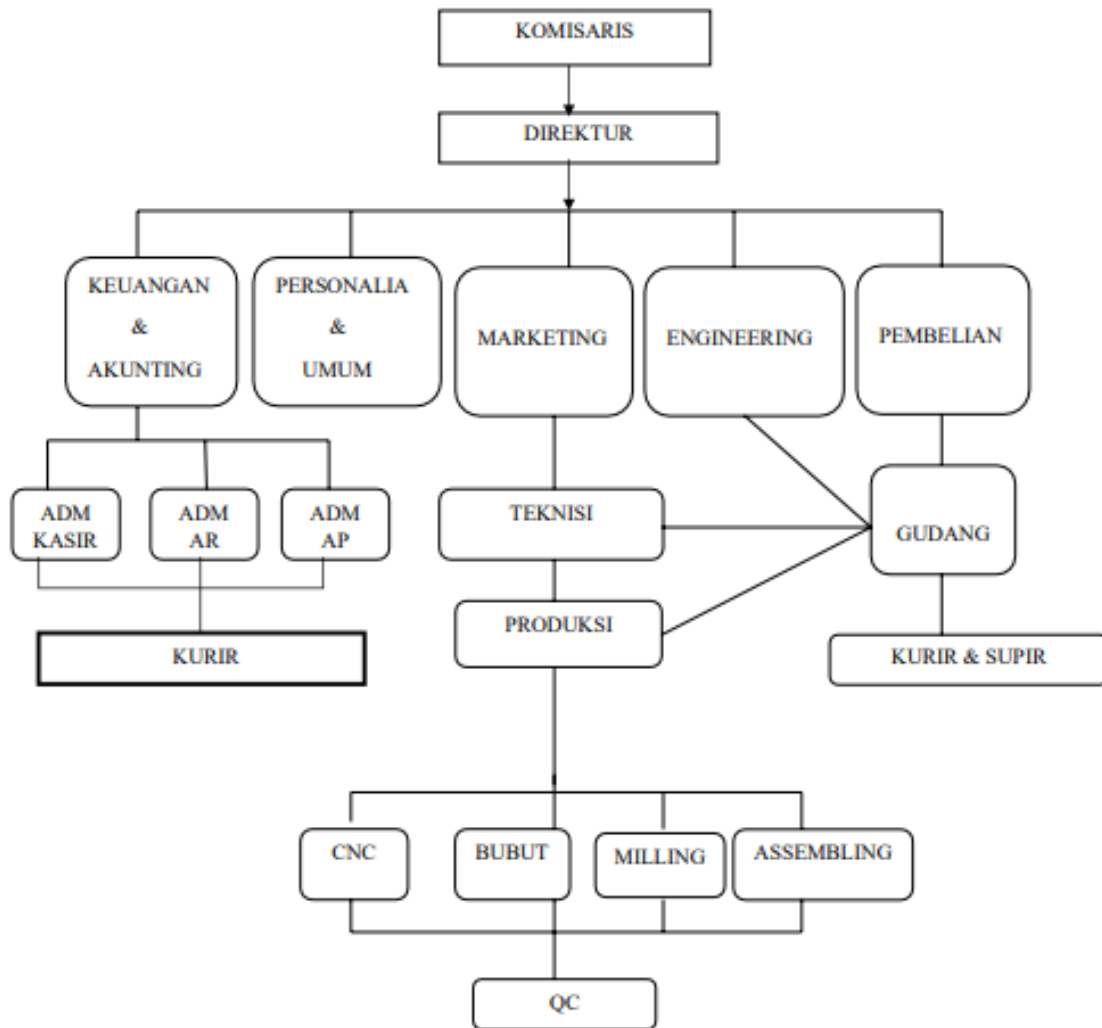 KOMISARIS
DIREKTUR
KEUANGAN
&
AKUNTING
PERSONALIA
&
UMUM
MARKETING
ENGINEERING
PEMBELIAN
ADM
KASIR
ADM
AR
ADM
AP
TEKNISI
GUDANG
PRODUKSI
KURIR
KURIR & SUPIR
CNC
BUBUT
MILLING
ASSEMBLING
QC